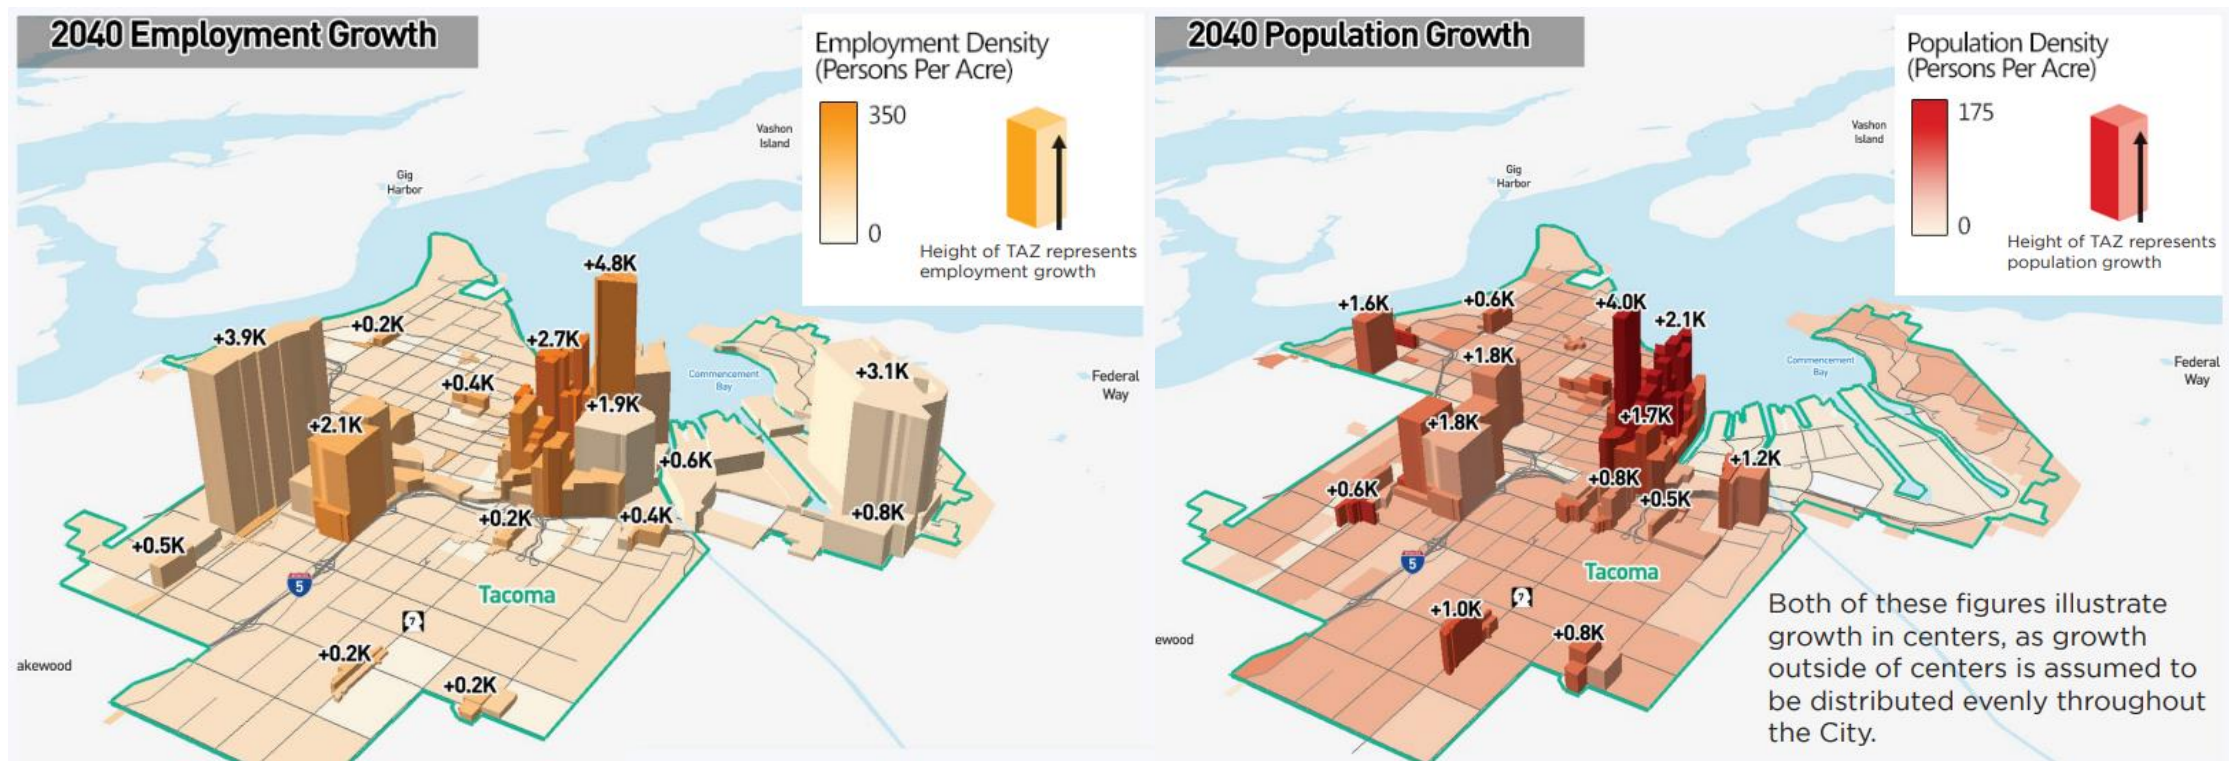 2040 Employment Growth
Employment Density
(Persons Per Acre)
350
0
Height of TAZ represents
employment growth
Vashon
Island
Gig
Harbor
+4.8K
+3.9K
+0.2K
+2.7K
+0.4K
+3.1K
Commencement
Bay
Federal
Way
+2.1K
+1.9K
+0.6K
+0.2K
+0.4K
+0.8K
+0.5K
5
Tacoma
7
+0.2K
+0.2K
akewood
2040 Population Growth
Population Density
(Persons Per Acre)
175
0
Height of TAZ represents
population growth
Vashon
Island
Gig
Harbor
+1.6K
+0.6K
+4.0K
+2.1K
+1.8K
Commencement
Bay
Federal
Way
+1.8K
+1.7K
+1.2K
+0.6K
+0.8K
+0.5K
5
Tacoma
7
+1.0K
+0.8K
ewood
Both of these figures illustrate
growth in centers, as growth
outside of centers is assumed to
be distributed evenly throughout
the City.